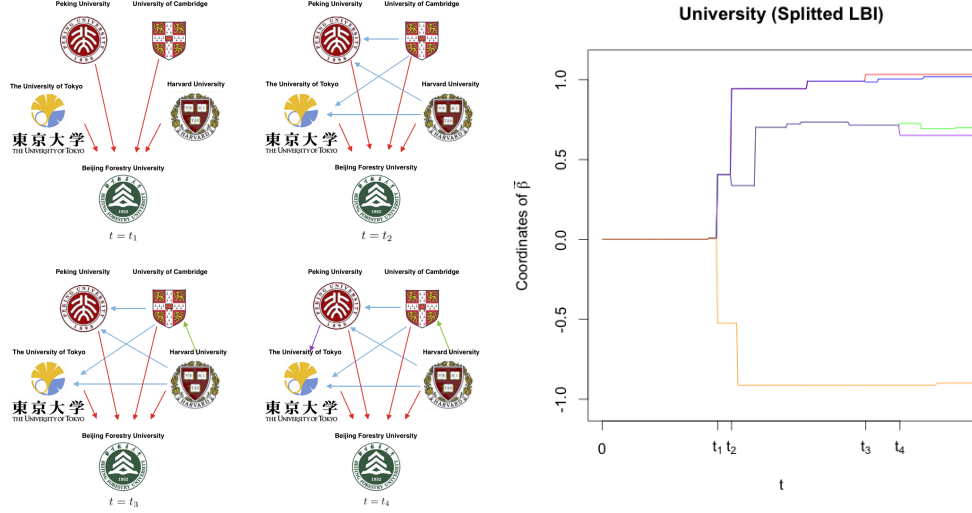 Peking University
University of Cambridge
The University of Tokyo
Harvard University
東京大学
THE UNIVERSITY OF TOKYO
Beijing Forestry University
t = t₁
Peking University
University of Cambridge
The University of Tokyo
Harvard University
東京大学
THE UNIVERSITY OF TOKYO
Beijing Forestry University
t = t₂
Peking University
University of Cambridge
The University of Tokyo
Harvard University
東京大学
THE UNIVERSITY OF TOKYO
Beijing Forestry University
t = t₃
Peking University
University of Cambridge
The University of Tokyo
Harvard University
東京大学
THE UNIVERSITY OF TOKYO
Beijing Forestry University
t = t₄
University (Splitted LBI)
Coordinates of β̄
1.0
0.5
0.0
-0.5
-1.0
0 t₁ t₂ t₃ t₄
t